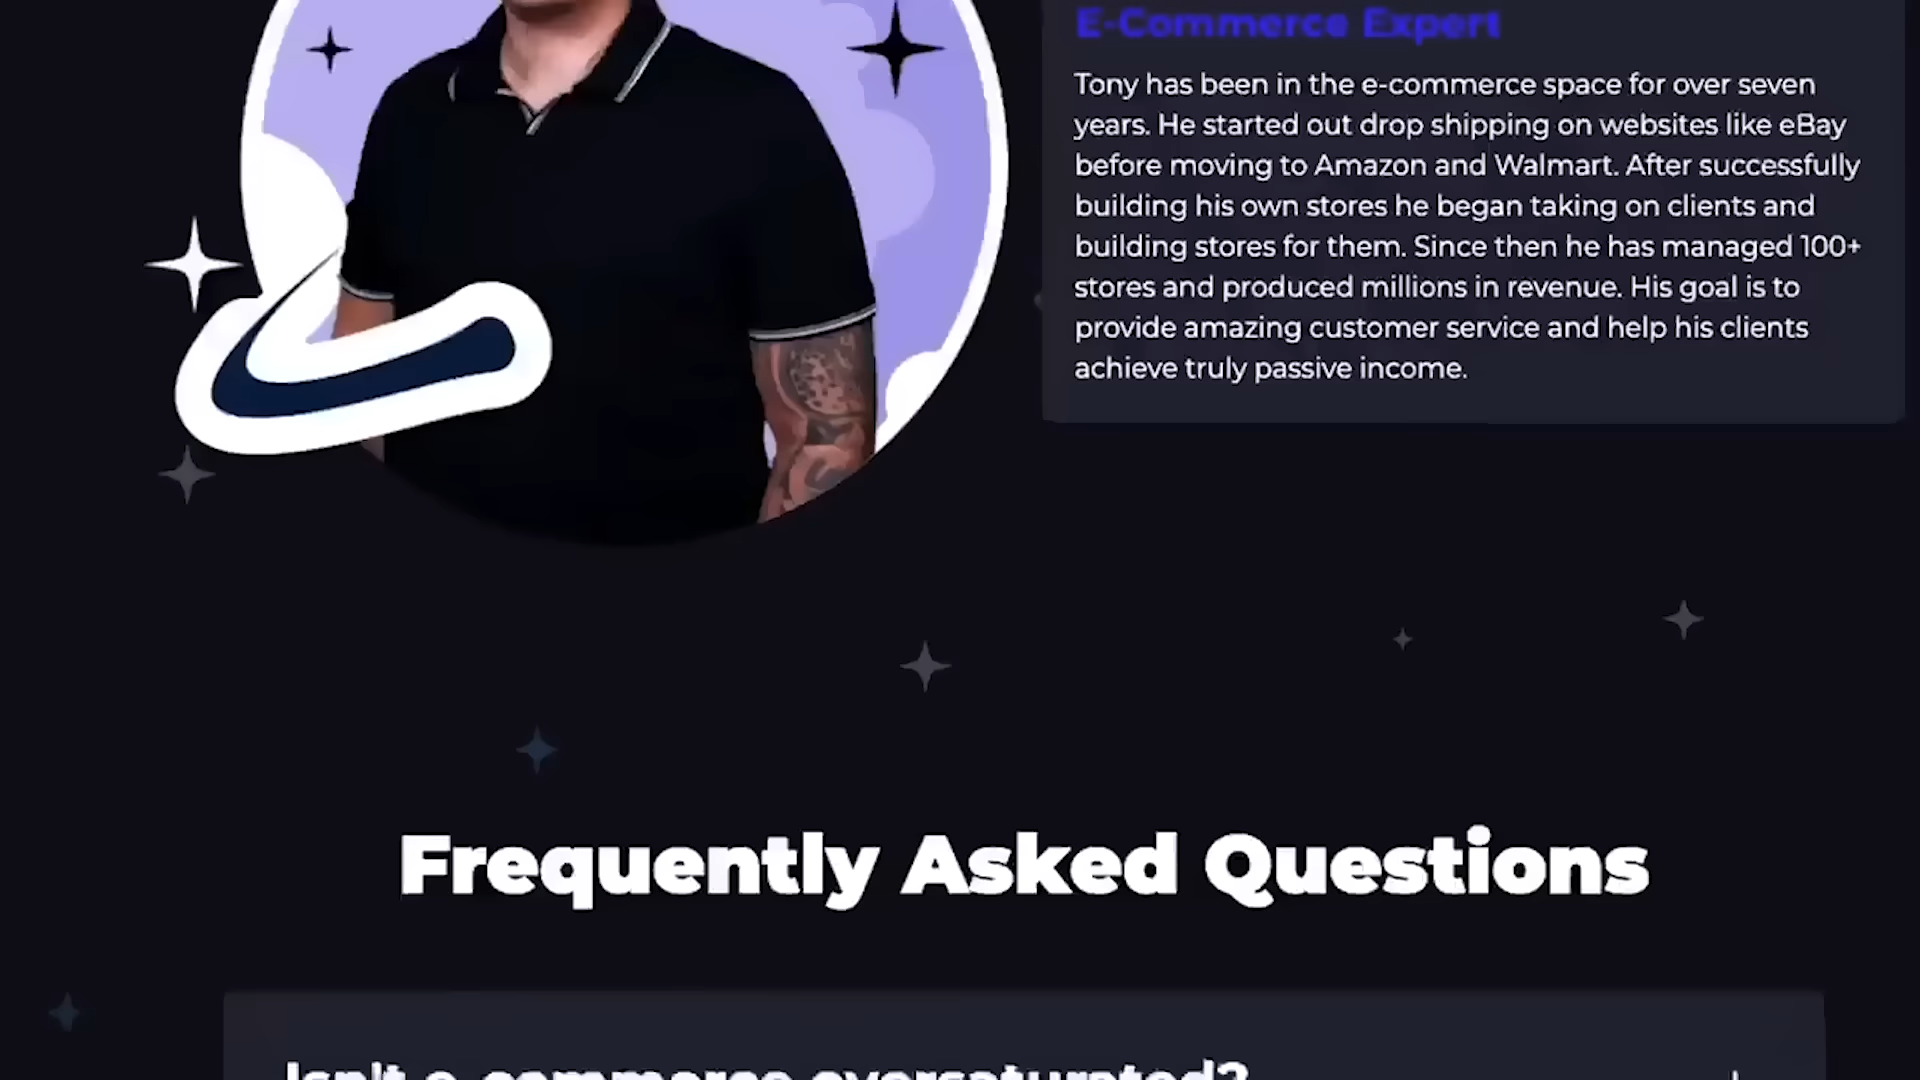 E-Commerce Expert
Tony has been in the e-commerce space for over seven
years. He started out drop shipping on websites like eBay
before moving to Amazon and Walmart. After successfully
building his own stores he began taking on clients and
building stores for them. Since then he has managed 100+
stores and produced millions in revenue. His goal is to
provide amazing customer service and help his clients
achieve truly passive income.
Frequently Asked Questions
Isn't e-commerce oversaturated?